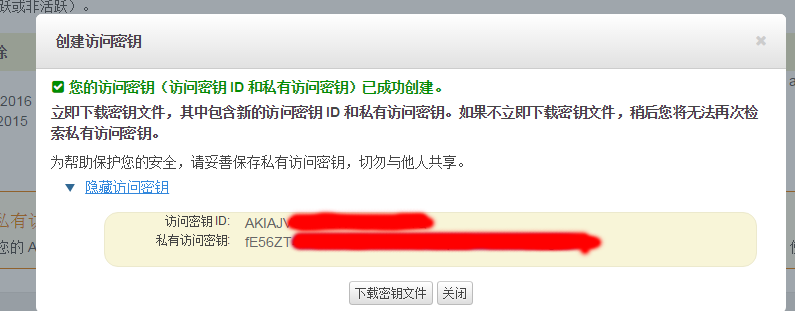 跃或非活跃）。
创建访问密钥
除
您的访问密钥（访问密钥 ID 和私有访问密钥）已成功创建。
2016
立即下载密钥文件，其中包含新的访问密钥 ID 和私有访问密钥。如果不立即下载密钥文件，稍后您将无法再次检
2015
索私有访问密钥。
为帮助保护您的安全，请妥善保存私有访问密钥，切勿与他人共享。
隐藏访问密钥
私有访
访问密钥 ID: AKIAJV
您的 A
私有访问密钥: fE56ZT
下载密钥文件 关闭